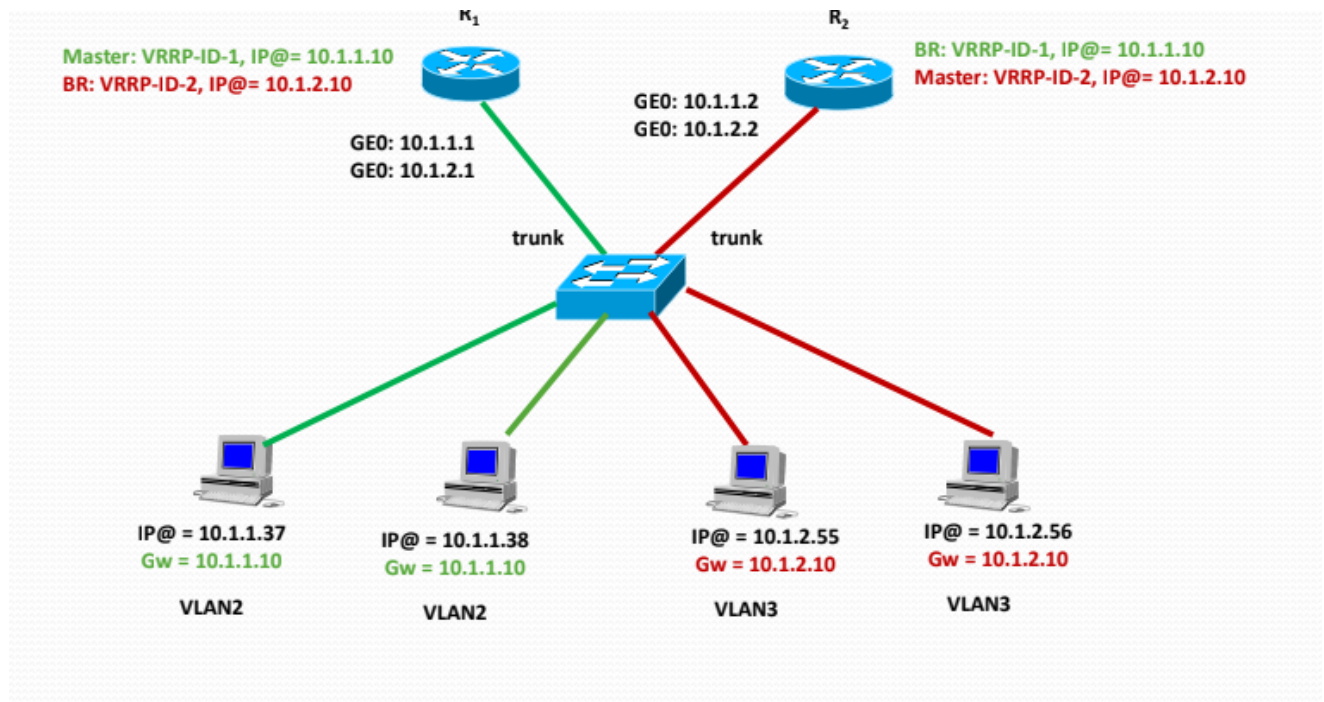 R1
R2
Master: VRRP-ID-1, IP@= 10.1.1.10
BR: VRRP-ID-2, IP@= 10.1.2.10
BR: VRRP-ID-1, IP@= 10.1.1.10
Master: VRRP-ID-2, IP@= 10.1.2.10
GE0: 10.1.1.2
GE0: 10.1.2.2
GE0: 10.1.1.1
GE0: 10.1.2.1
trunk
trunk
IP@ = 10.1.1.37
Gw = 10.1.1.10
VLAN2
IP@ = 10.1.1.38
Gw = 10.1.1.10
VLAN2
IP@ = 10.1.2.55
Gw = 10.1.2.10
VLAN3
IP@ = 10.1.2.56
Gw = 10.1.2.10
VLAN3